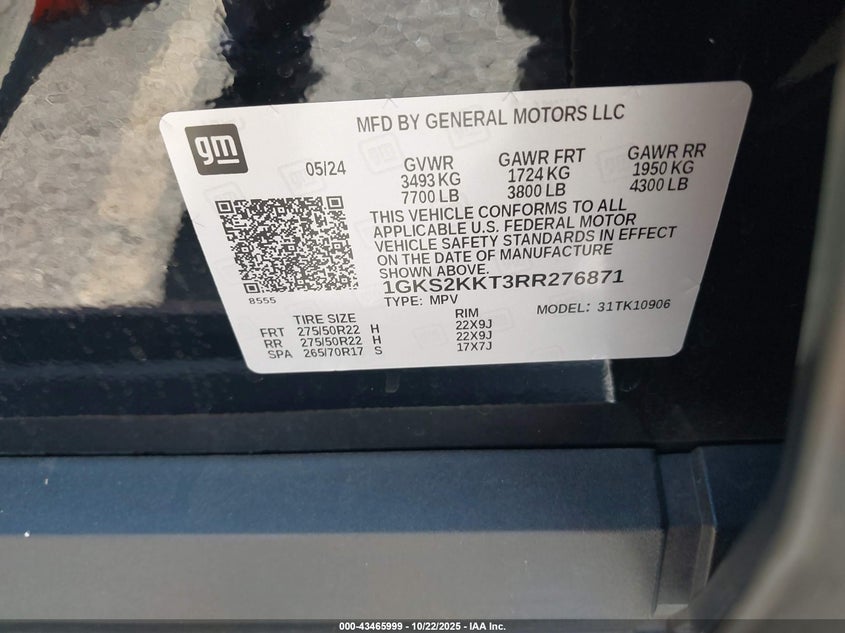 gm
MFD BY GENERAL MOTORS LLC
05/24
GVWR
3493 KG
7700 LB
GAWR FRT
1724 KG
3800 LB
GAWR RR
1950 KG
4300 LB
THIS VEHICLE CONFORMS TO ALL
APPLICABLE U.S. FEDERAL MOTOR
VEHICLE SAFETY STANDARDS IN EFFECT
ON THE DATE OF MANUFACTURE
SHOWN ABOVE.
1GKS2KKT3RR276871
8555
TYPE: MPV
MODEL: 31TK10906
TIRE SIZE
RIM
FRT 275/50R22 H 22X9J
RR 275/50R22 H 22X9J
SPA 265/70R17 S 17X7J
000-43465999 - 10/22/2025 - IAA Inc.